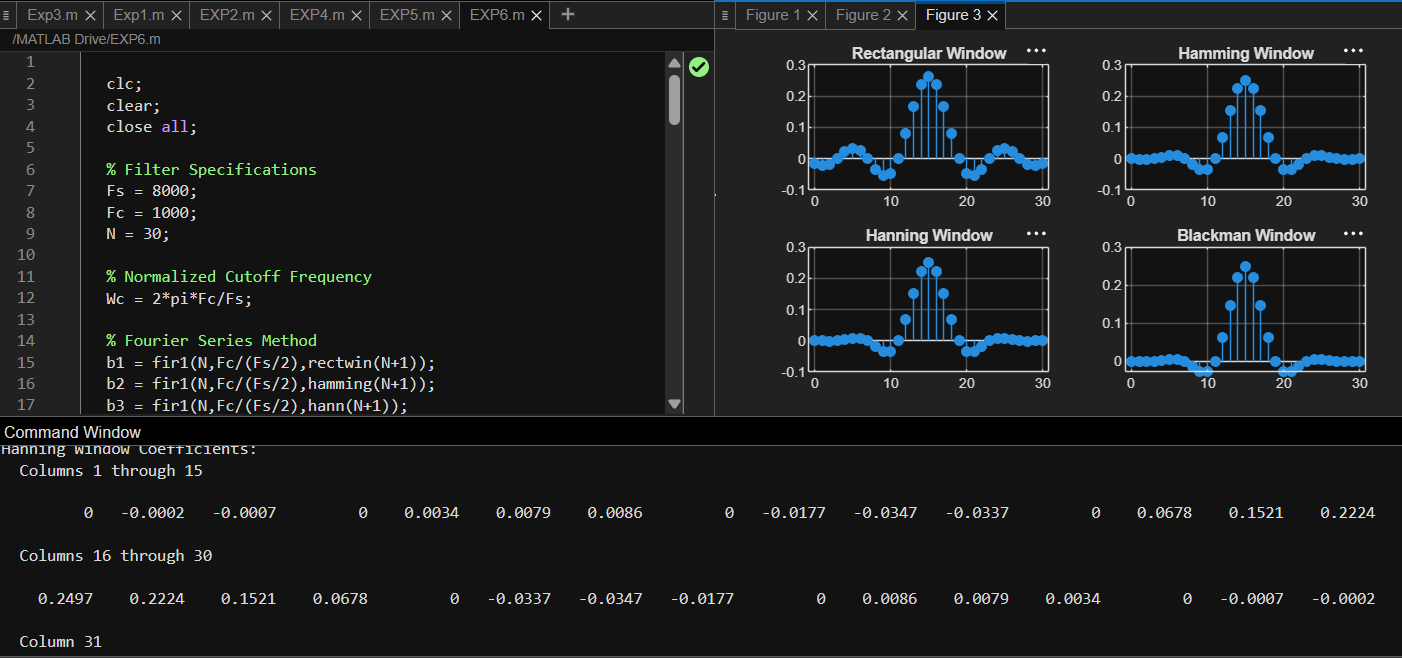 Exp3.m Exp1.m EXP2.m EXP4.m EXP5.m EXP6.m
/MATLAB Drive/EXP6.m
1
2 clc;
3 clear;
4 close all;
5
6 % Filter Specifications
7 Fs = 8000;
8 Fc = 1000;
9 N = 30;
10
11 % Normalized Cutoff Frequency
12 Wc = 2*pi*Fc/Fs;
13
14 % Fourier Series Method
15 b1 = fir1(N,Fc/(Fs/2),rectwin(N+1));
16 b2 = fir1(N,Fc/(Fs/2),hamming(N+1));
17 b3 = fir1(N,Fc/(Fs/2),hann(N+1));
Figure 1 Figure 2 Figure 3
Rectangular Window
0.3
0.2
0.1
0
-0.1
0 10 20 30
Hamming Window
0.3
0.2
0.1
0
-0.1
0 10 20 30
Hanning Window
0.3
0.2
0.1
0
-0.1
0 10 20 30
Blackman Window
0.3
0.2
0.1
0
0 10 20 30
Command Window
Hanning Window Coefficients:
Columns 1 through 15
0 -0.0002 -0.0007 0 0.0034 0.0079 0.0086 0 -0.0177 -0.0347 -0.0337 0 0.0678 0.1521 0.2224
Columns 16 through 30
0.2497 0.2224 0.1521 0.0678 0 -0.0337 -0.0347 -0.0177 0 0.0086 0.0079 0.0034 0 -0.0007 -0.0002
Column 31